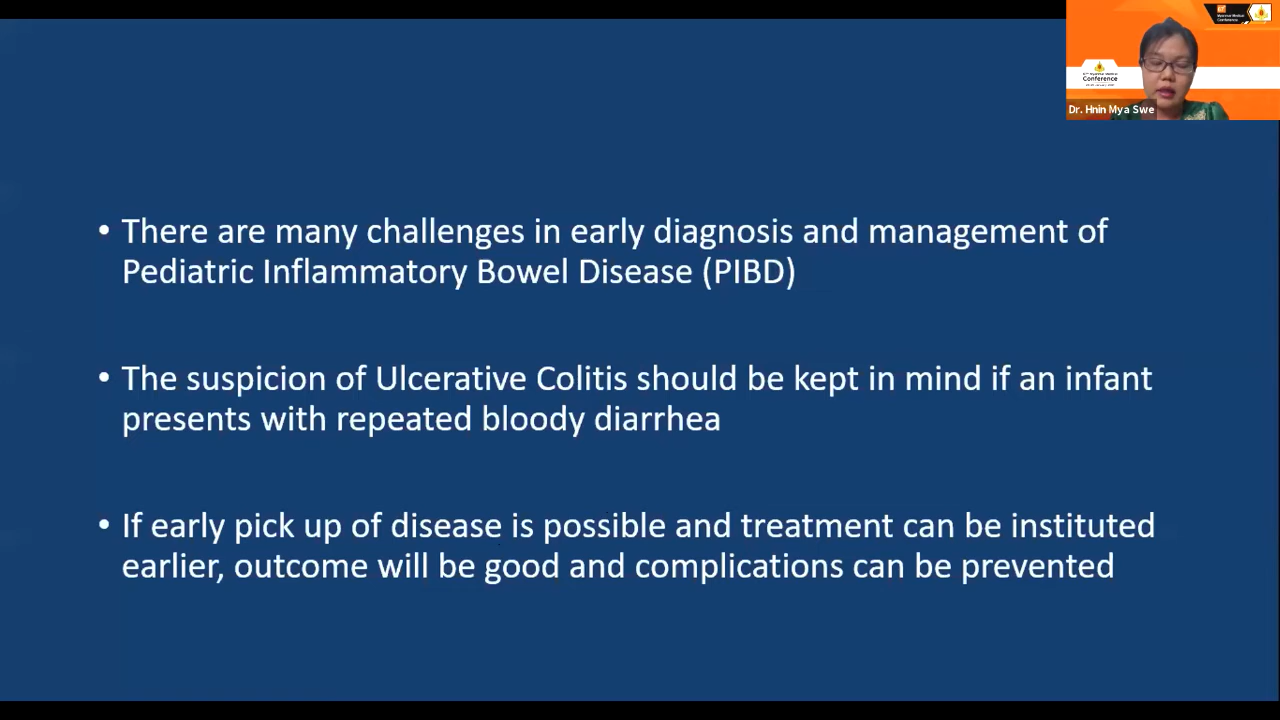 Conference
Dr. Hnin Mya Swe
• There are many challenges in early diagnosis and management of
Pediatric Inflammatory Bowel Disease (PIBD)
• The suspicion of Ulcerative Colitis should be kept in mind if an infant
presents with repeated bloody diarrhea
• If early pick up of disease is possible and treatment can be instituted
earlier, outcome will be good and complications can be prevented